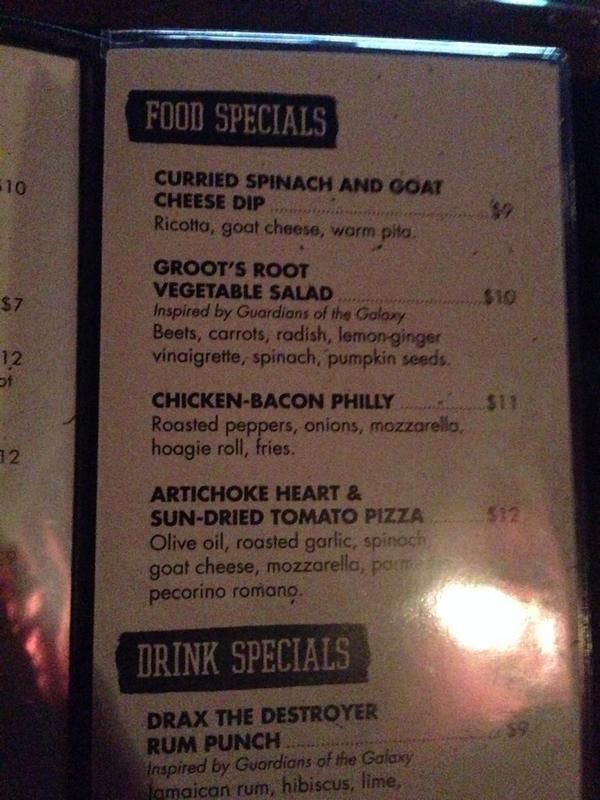 FOOD SPECIALS
CURRIED SPINACH AND GOAT
CHEESE DIP $9
Ricotta, goat cheese, warm pita.
GROOT'S ROOT
VEGETABLE SALAD $10
Inspired by Guardians of the Galaxy
Beets, carrots, radish, lemon-ginger
vinaigrette, spinach, pumpkin seeds.
CHICKEN-BACON PHILLY $11
Roasted peppers, onions, mozzarella,
hoagie roll, fries.
ARTICHOKE HEART &
SUN-DRIED TOMATO PIZZA $12
Olive oil, roasted garlic, spinach
goat cheese, mozzarella,
pecorino romano.
DRINK SPECIALS
DRAX THE DESTROYER
RUM PUNCH $9
Inspired by Guardians of the Galaxy
Jamaican rum, hibiscus, lime,
$10
$7
12
12